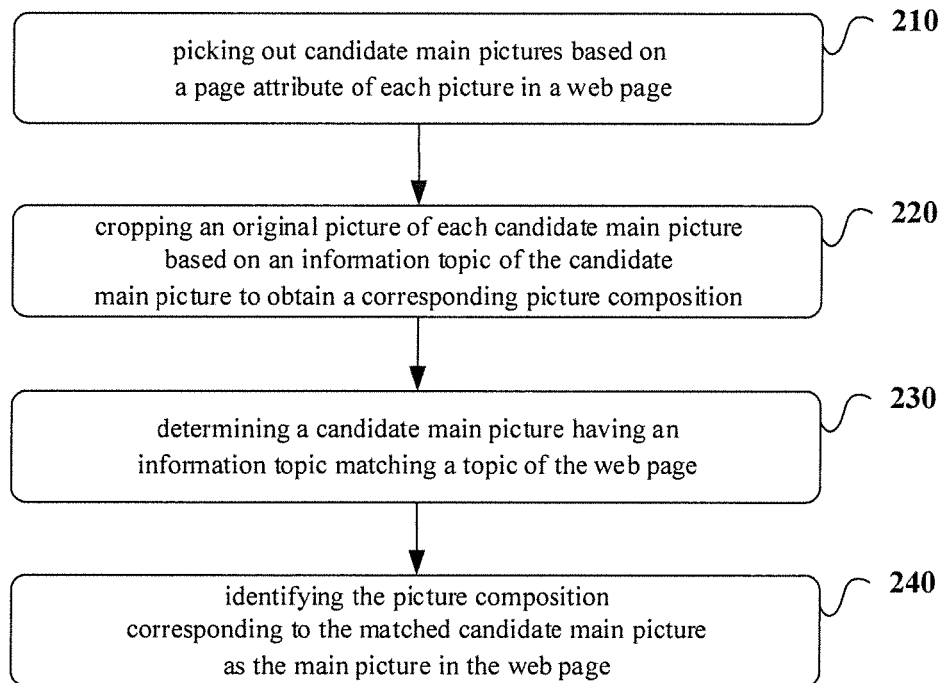 210
picking out candidate main pictures based on
a page attribute of each picture in a web page
220
cropping an original picture of each candidate main picture
based on an information topic of the candidate
main picture to obtain a corresponding picture composition
230
determining a candidate main picture having an
information topic matching a topic of the web page
240
identifying the picture composition
corresponding to the matched candidate main picture
as the main picture in the web page